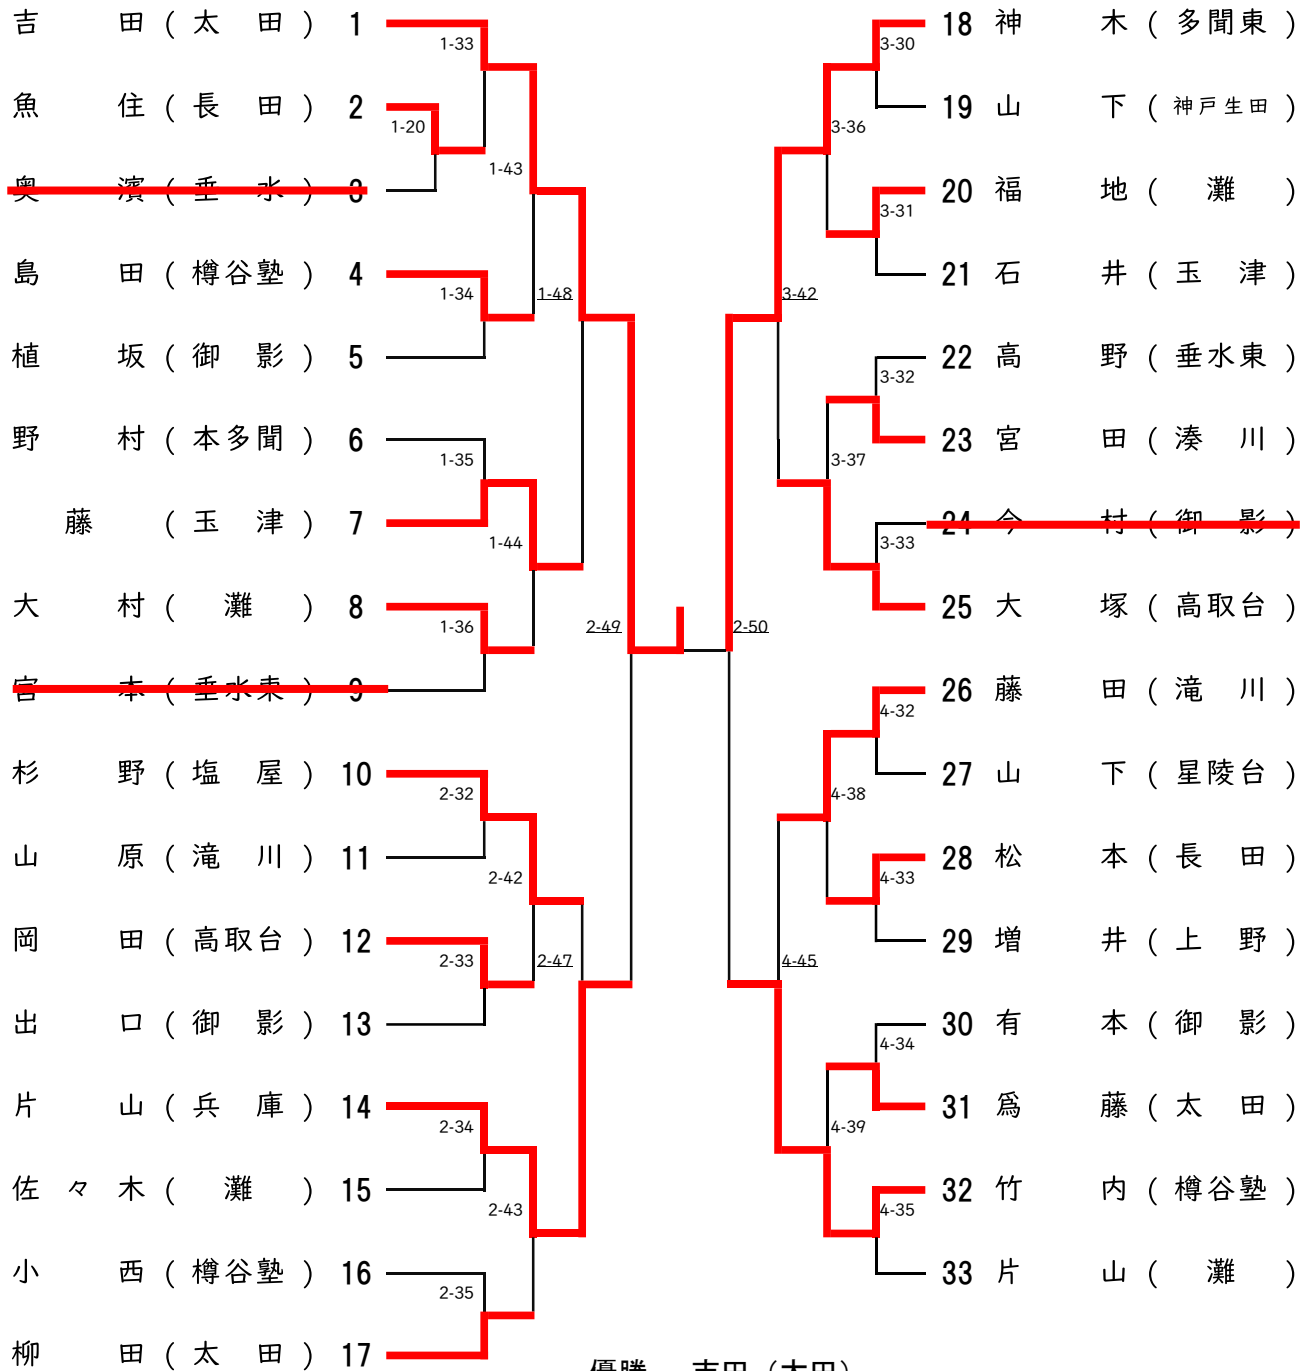 吉田(太田) 1
1-33
魚住(長田) 2
1-20
奥濱(垂水) 3
1-43
島田(樽谷塾) 4
1-34
1-48
植坂(御影) 5
野村(本多聞) 6
1-35
藤(玉津) 7
1-44
大村(灘) 8
1-36
2-49
宮本(垂水東) 9
杉野(塩屋) 10
2-32
山原(滝川) 11
2-42
岡田(高取台) 12
2-33
2-47
出口(御影) 13
片山(兵庫) 14
2-34
佐々木(灘) 15
2-43
小西(樽谷塾) 16
2-35
柳田(太田) 17
18 神木(多聞東)
3-30
19 山下(神戸生田)
3-36
20 福地(灘)
3-31
21 石井(玉津)
3-42
22 高野(垂水東)
3-32
23 宮田(湊川)
3-37
24 今村(御影)
3-33
25 大塚(高取台)
2-50
26 藤田(滝川)
4-32
27 山下(星陵台)
4-38
28 松本(長田)
4-33
29 増井(上野)
4-45
30 有本(御影)
4-34
31 爲藤(太田)
4-39
32 竹内(樽谷塾)
4-35
33 片山(灘)
優勝 吉田(太田)